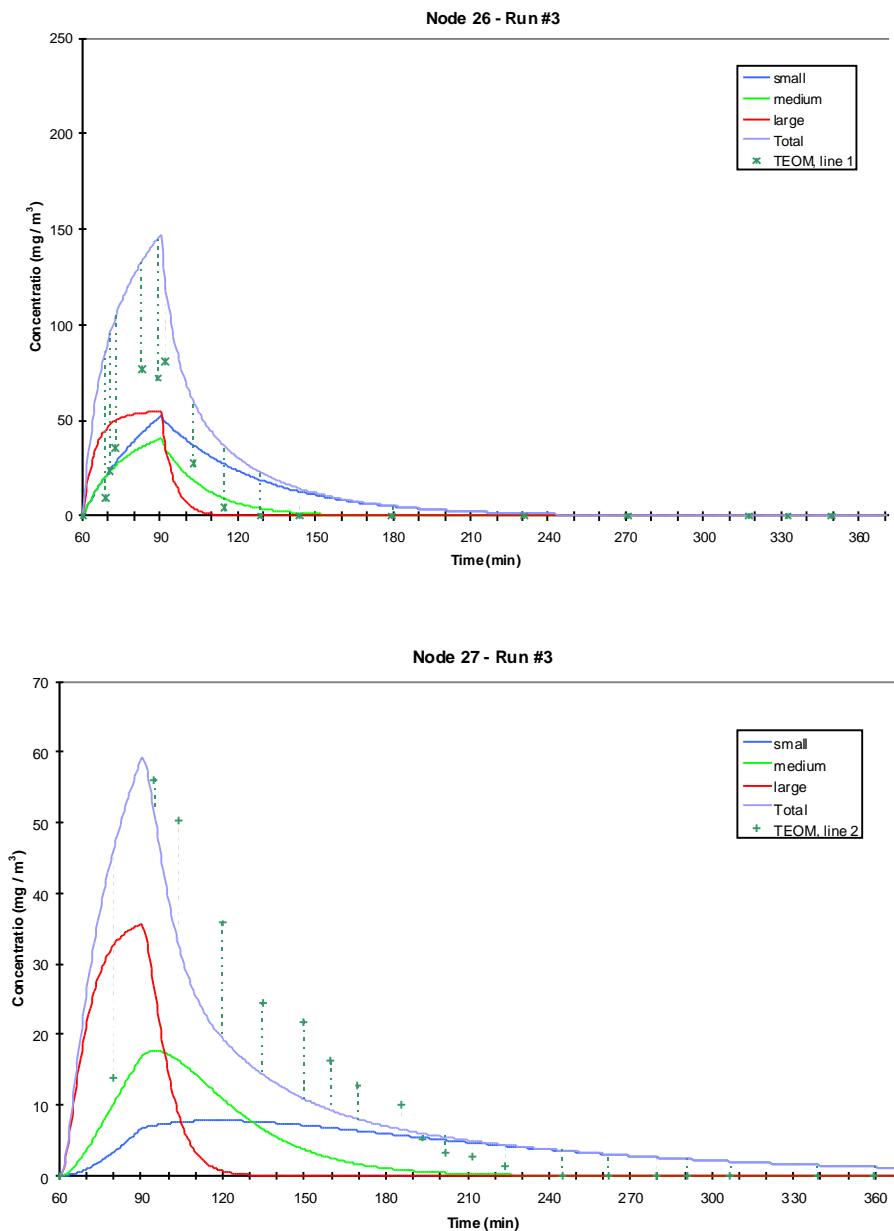 Node 26 - Run #3
250
200
150
100
50
0
Concentratio (mg / m³)
small
medium
large
Total
TEOM, line 1
60 90 120 150 180 210 240 270 300 330 360
Time (min)
Node 27 - Run #3
70
60
50
40
30
20
10
0
Concentratio (mg / m³)
small
medium
large
Total
TEOM, line 2
60 90 120 150 180 210 240 270 300 330 360
Time (min)